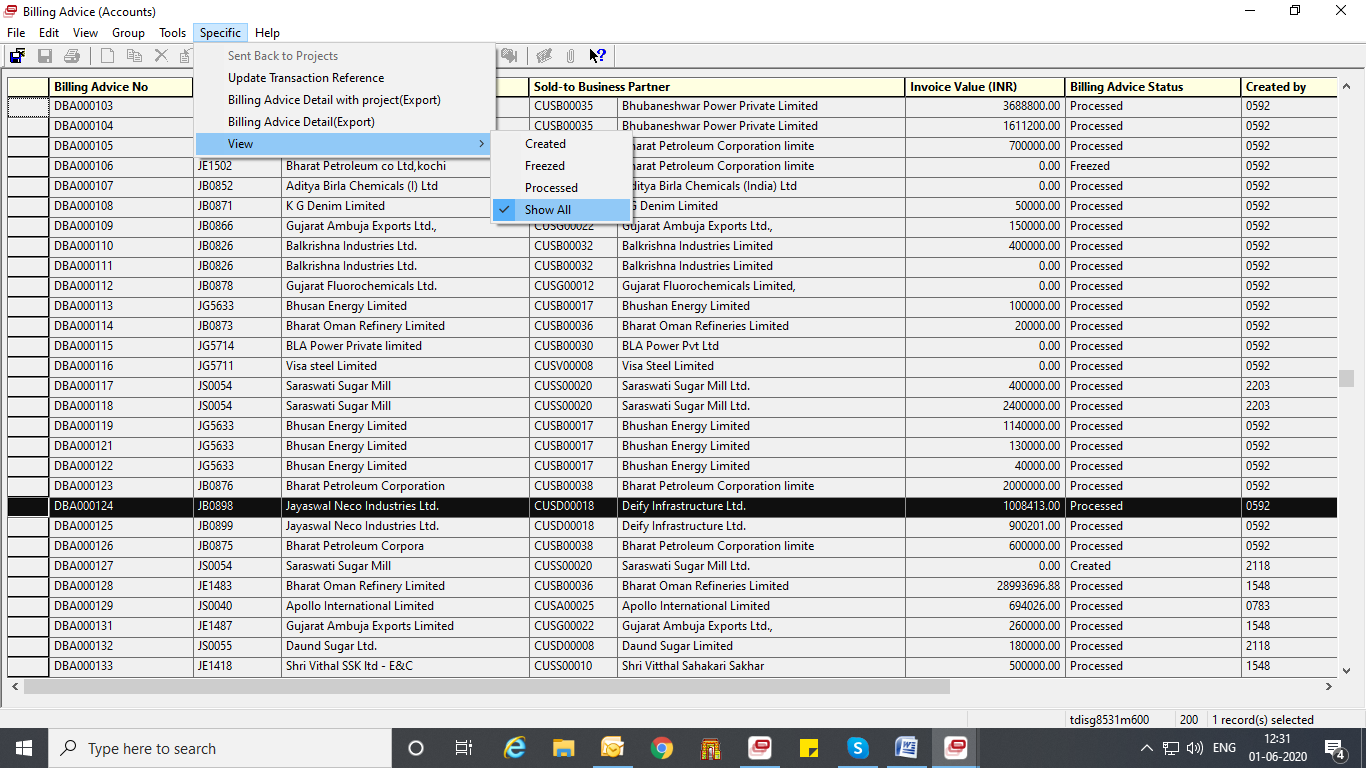 Billing Advice (Accounts)
File Edit View Group Tools Specific Help
Sent Back to Projects
Update Transaction Reference
Billing Advice Detail with project(Export)
Billing Advice Detail(Export)
View
Created
Freezed
Processed
Show All
Billing Advice No Sold-to Business Partner Invoice Value (INR) Billing Advice Status Created by
DBA000103 CUSB00035 Bhubaneshwar Power Private Limited 3688800.00 Processed 0592
DBA000104 CUSB00035 Bhubaneshwar Power Private Limited 1611200.00 Processed 0592
DBA000105 harat Petroleum Corporation limite 700000.00 Processed 0592
DBA000106 JE1502 Bharat Petroleum co Ltd,kochi harat Petroleum Corporation limite 0.00 Freezed 0592
DBA000107 JB0852 Aditya Birla Chemicals (I) Ltd ditya Birla Chemicals (India) Ltd 0.00 Processed 0592
DBA000108 JB0871 K G Denim Limited G Denim Limited 50000.00 Processed 0592
DBA000109 JB0866 Gujarat Ambuja Exports Ltd., CUSG00022 Gujarat Ambuja Exports Ltd., 150000.00 Processed 0592
DBA000110 JB0826 Balkrishna Industries Ltd. CUSB00032 Balkrishna Industries Limited 400000.00 Processed 0592
DBA000111 JB0826 Balkrishna Industries Ltd. CUSB00032 Balkrishna Industries Limited 0.00 Processed 0592
DBA000112 JB0878 Gujarat Fluorochemicals Ltd. CUSG00012 Gujarat Fluorochemicals Limited, 0.00 Processed 0592
DBA000113 JG5633 Bhusan Energy Limited CUSB00017 Bhushan Energy Limited 100000.00 Processed 0592
DBA000114 JB0873 Bharat Oman Refinery Limited CUSB00036 Bharat Oman Refineries Limited 20000.00 Processed 0592
DBA000115 JG5714 BLA Power Private limited CUSB00030 BLA Power Pvt Ltd 0.00 Processed 0592
DBA000116 JG5711 Visa steel Limited CUSV00008 Visa Steel Limited 0.00 Processed 0592
DBA000117 JS0054 Saraswati Sugar Mill CUSS00020 Saraswati Sugar Mill Ltd. 400000.00 Processed 2203
DBA000118 JS0054 Saraswati Sugar Mill CUSS00020 Saraswati Sugar Mill Ltd. 2400000.00 Processed 2203
DBA000119 JG5633 Bhusan Energy Limited CUSB00017 Bhushan Energy Limited 1140000.00 Processed 0592
DBA000121 JG5633 Bhusan Energy Limited CUSB00017 Bhushan Energy Limited 130000.00 Processed 0592
DBA000122 JG5633 Bhusan Energy Limited CUSB00017 Bhushan Energy Limited 40000.00 Processed 0592
DBA000123 JB0876 Bharat Petroleum Corporation CUSB00038 Bharat Petroleum Corporation limite 2000000.00 Processed 0592
DBA000124 JB0898 Jayaswal Neco Industries Ltd. CUSD00018 Deify Infrastructure Ltd. 1008413.00 Processed 0592
DBA000125 JB0899 Jayaswal Neco Industries Ltd. CUSD00018 Deify Infrastructure Ltd. 900201.00 Processed 0592
DBA000126 JB0875 Bharat Petroleum Corpora CUSB00038 Bharat Petroleum Corporation limite 600000.00 Processed 0592
DBA000127 JS0054 Saraswati Sugar Mill CUSS00020 Saraswati Sugar Mill Ltd. 0.00 Created 2118
DBA000128 JE1483 Bharat Oman Refinery Limited CUSB00036 Bharat Oman Refineries Limited 28993696.88 Processed 1548
DBA000129 JS0040 Apollo International Limited CUSA00025 Apollo International Limited 694026.00 Processed 0783
DBA000131 JE1487 Gujarat Ambuja Exports Limited CUSG00022 Gujarat Ambuja Exports Ltd., 260000.00 Processed 1548
DBA000132 JS0055 Daund Sugar Ltd. CUSD00008 Daund Sugar Limited 180000.00 Processed 2118
DBA000133 JE1418 Shri Vithal SSK ltd - E&C CUSS00010 Shri Vitthal Sahakari Sakhar 500000.00 Processed 1548
tdisg8531m600 200 1 record(s) selected
Type here to search
ENG
12:31
01-06-2020
4